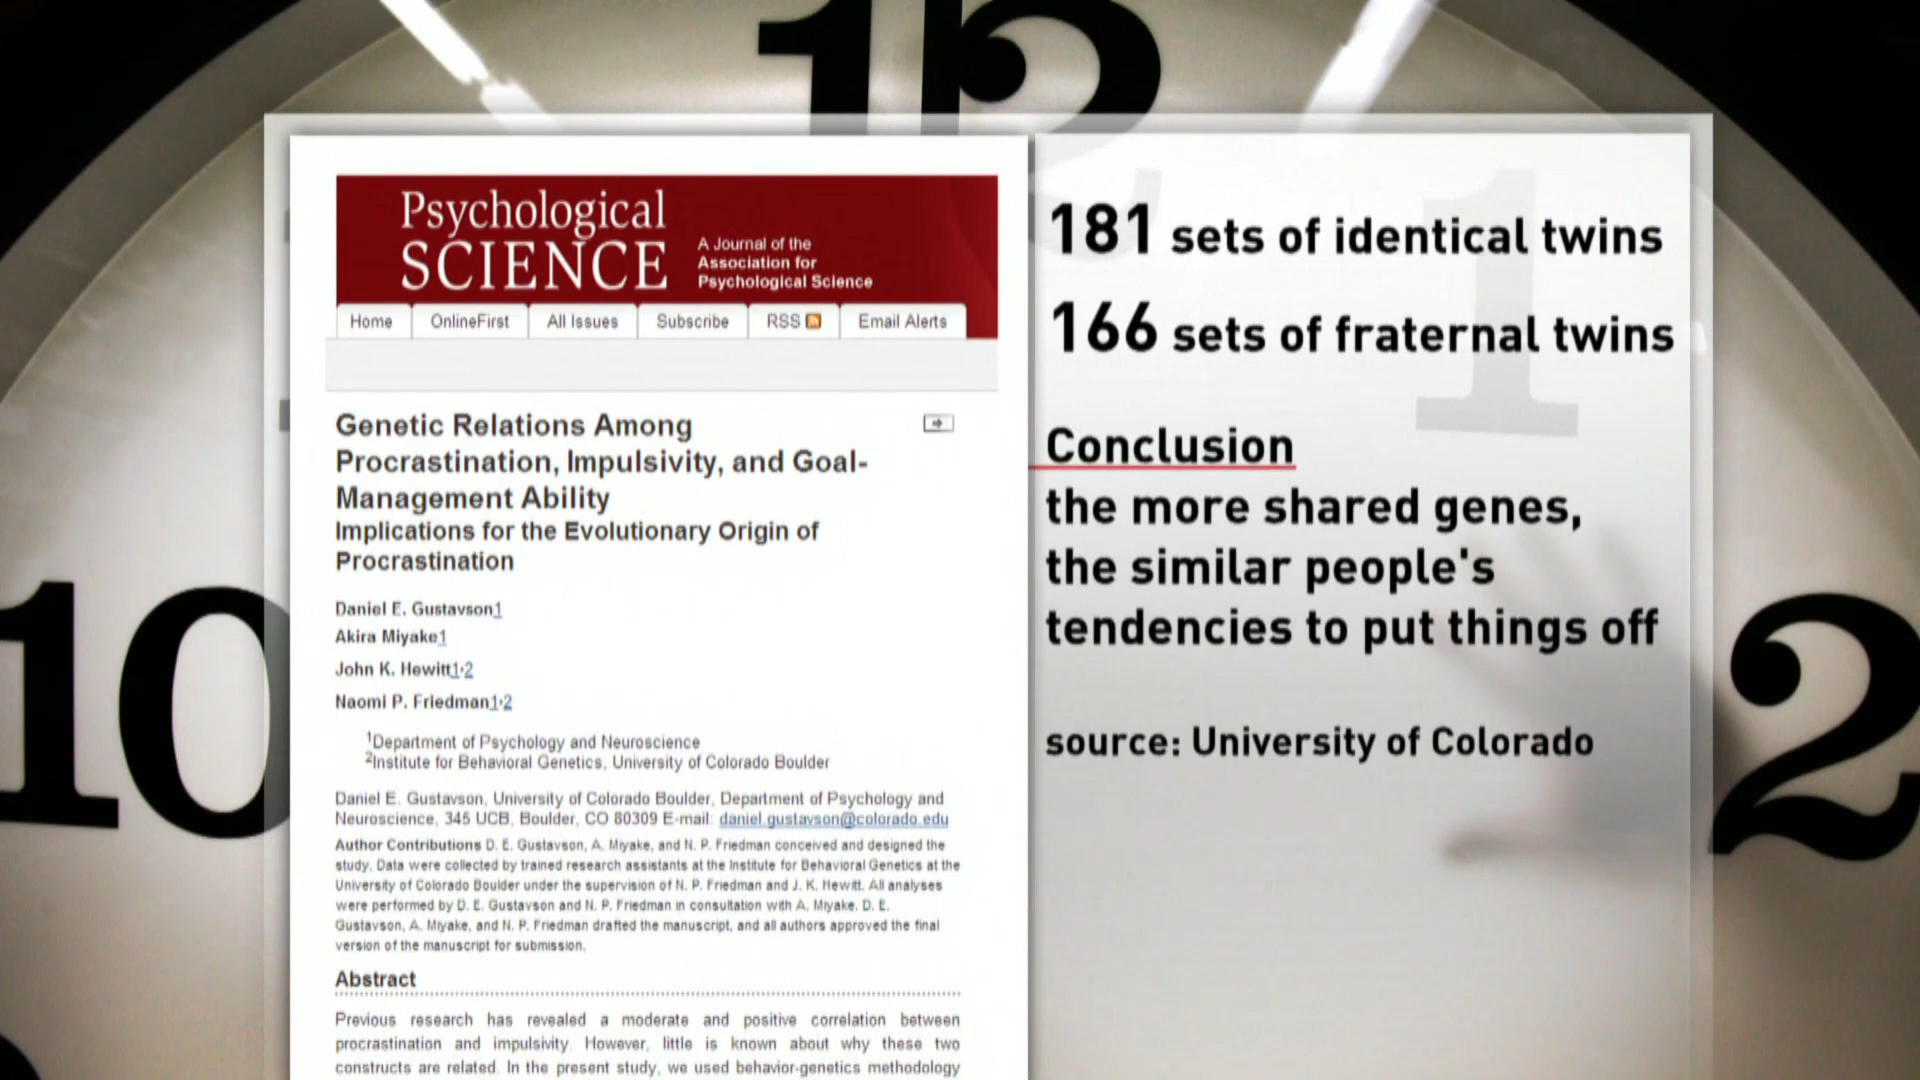 12
Psychological
SCIENCE
A Journal of the
Association for
Psychological Science
Home
OnlineFirst
All Issues
Subscribe
RSS
Email Alerts
Genetic Relations Among
Procrastination, Impulsivity, and Goal-
Management Ability
Implications for the Evolutionary Origin of
Procrastination
Daniel E. Gustavson1
Akira Miyake1
John K. Hewitt1,2
Naomi P. Friedman1,2
1Department of Psychology and Neuroscience
2Institute for Behavioral Genetics, University of Colorado Boulder
Daniel E. Gustavson, University of Colorado Boulder, Department of Psychology and
Neuroscience, 345 UCB, Boulder, CO 80309 E-mail: daniel.gustavson@colorado.edu
Author Contributions D. E. Gustavson, A. Miyake, and N. P. Friedman conceived and designed the
study. Data were collected by trained research assistants at the Institute for Behavioral Genetics at the
University of Colorado Boulder under the supervision of N. P. Friedman and J. K. Hewitt. All analyses
were performed by D. E. Gustavson and N. P. Friedman in consultation with A. Miyake. D. E.
Gustavson, A. Miyake, and N. P. Friedman drafted the manuscript, and all authors approved the final
version of the manuscript for submission.
Abstract
Previous research has revealed a moderate and positive correlation between
procrastination and impulsivity. However, little is known about why these two
constructs are related. In the present study, we used behavior-genetics methodology
181 sets of identical twins
166 sets of fraternal twins
Conclusion
the more shared genes,
the similar people's
tendencies to put things off
source: University of Colorado
1
10
2